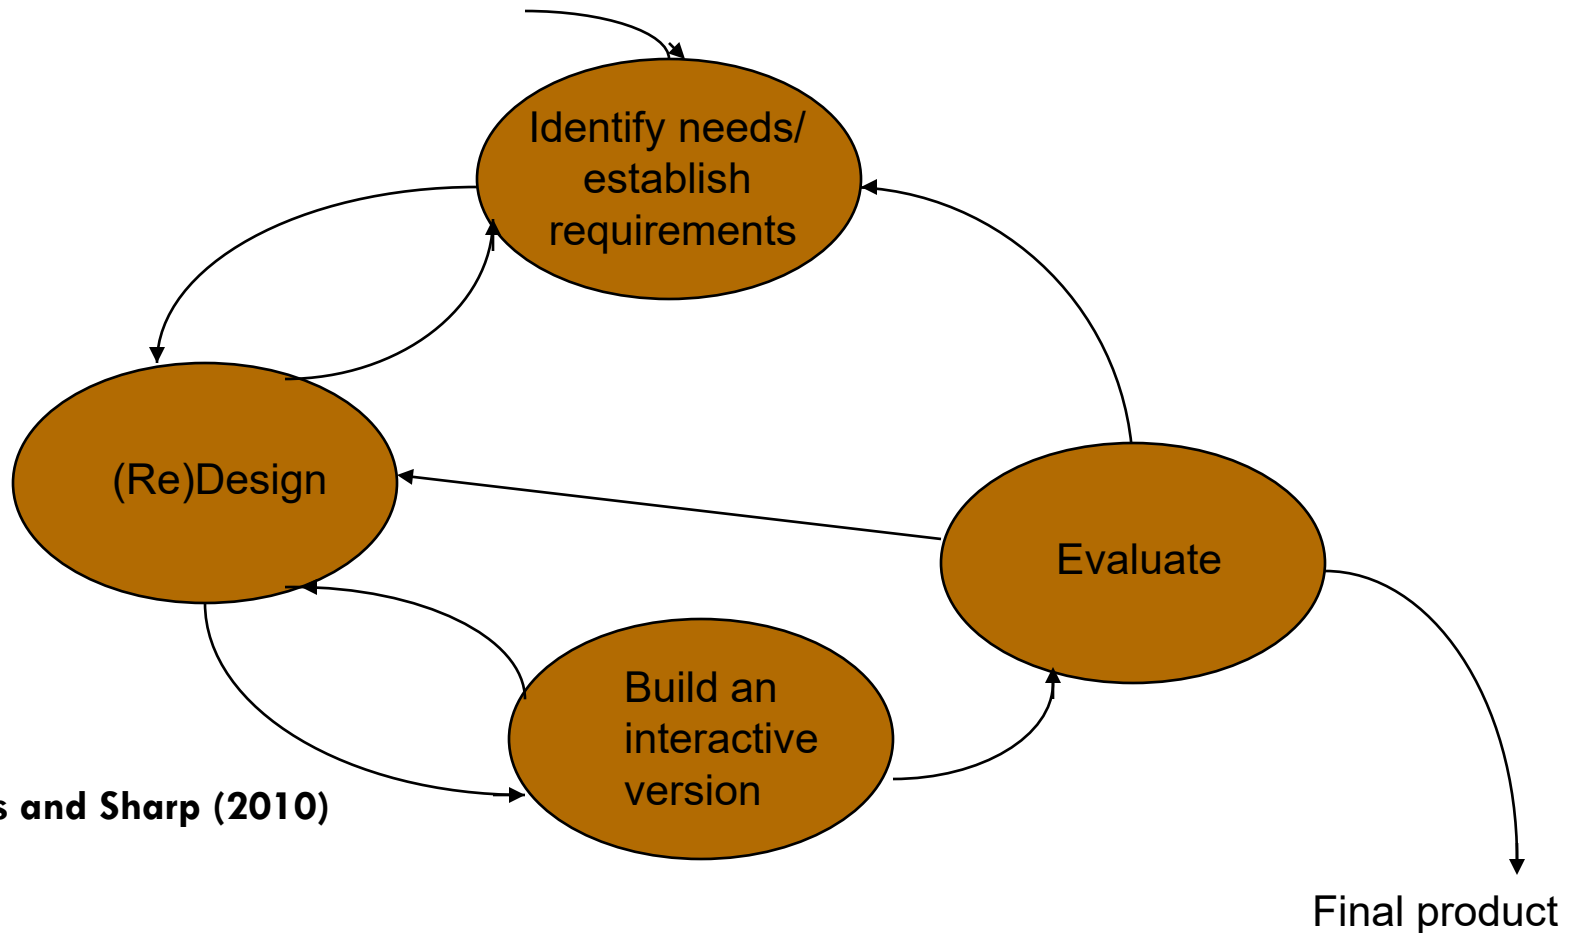 Identify needs/
establish
requirements
(Re)Design
Evaluate
Build an
interactive
version
s and Sharp (2010)
Final product